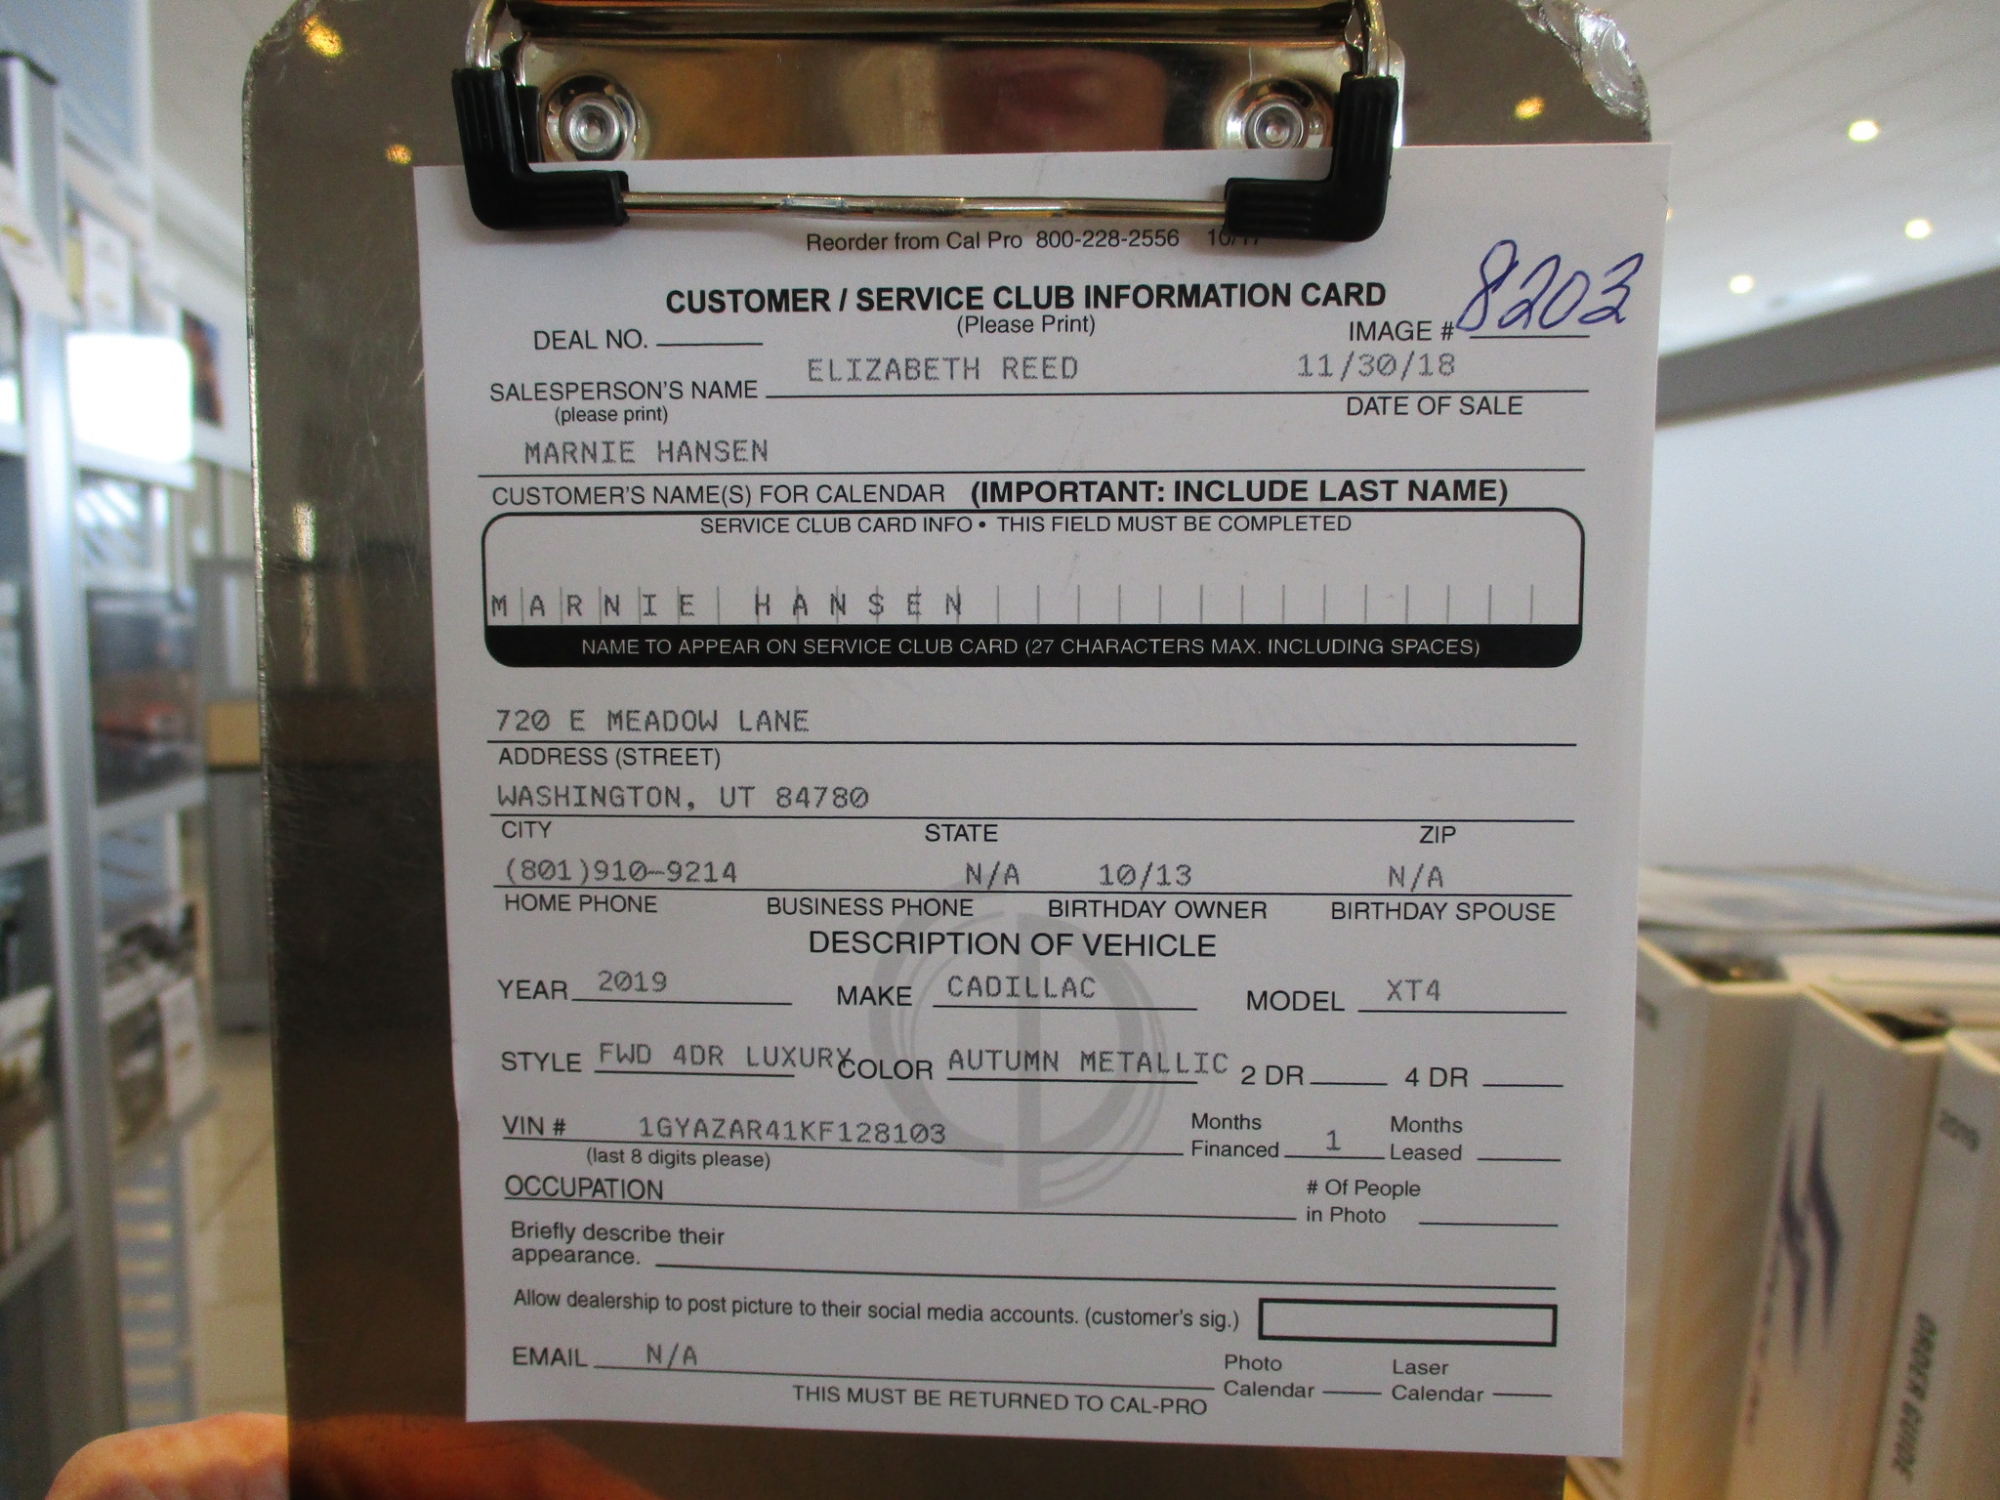 Reorder from Cal Pro 800-228-2556 10/17
CUSTOMER / SERVICE CLUB INFORMATION CARD
(Please Print)
DEAL NO.
IMAGE # 8203
SALESPERSON'S NAME ELIZABETH REED 11/30/18
(please print) DATE OF SALE
MARNIE HANSEN
CUSTOMER'S NAME(S) FOR CALENDAR (IMPORTANT: INCLUDE LAST NAME)
SERVICE CLUB CARD INFO • THIS FIELD MUST BE COMPLETED
MARNIE HANSEN
NAME TO APPEAR ON SERVICE CLUB CARD (27 CHARACTERS MAX. INCLUDING SPACES)
720 E MEADOW LANE
ADDRESS (STREET)
WASHINGTON, UT 84780
CITY STATE ZIP
(801)910-9214 N/A 10/13 N/A
HOME PHONE BUSINESS PHONE BIRTHDAY OWNER BIRTHDAY SPOUSE
DESCRIPTION OF VEHICLE
YEAR 2019 MAKE CADILLAC MODEL XT4
STYLE FWD 4DR LUXURY COLOR AUTUMN METALLIC 2 DR 4 DR
VIN # 1GYAZAR41KF128103 Months Financed 1 Months Leased
(last 8 digits please)
OCCUPATION # Of People in Photo
Briefly describe their
appearance.
Allow dealership to post picture to their social media accounts. (customer's sig.)
EMAIL N/A Photo Calendar Laser Calendar
THIS MUST BE RETURNED TO CAL-PRO
ORDER GUIDE